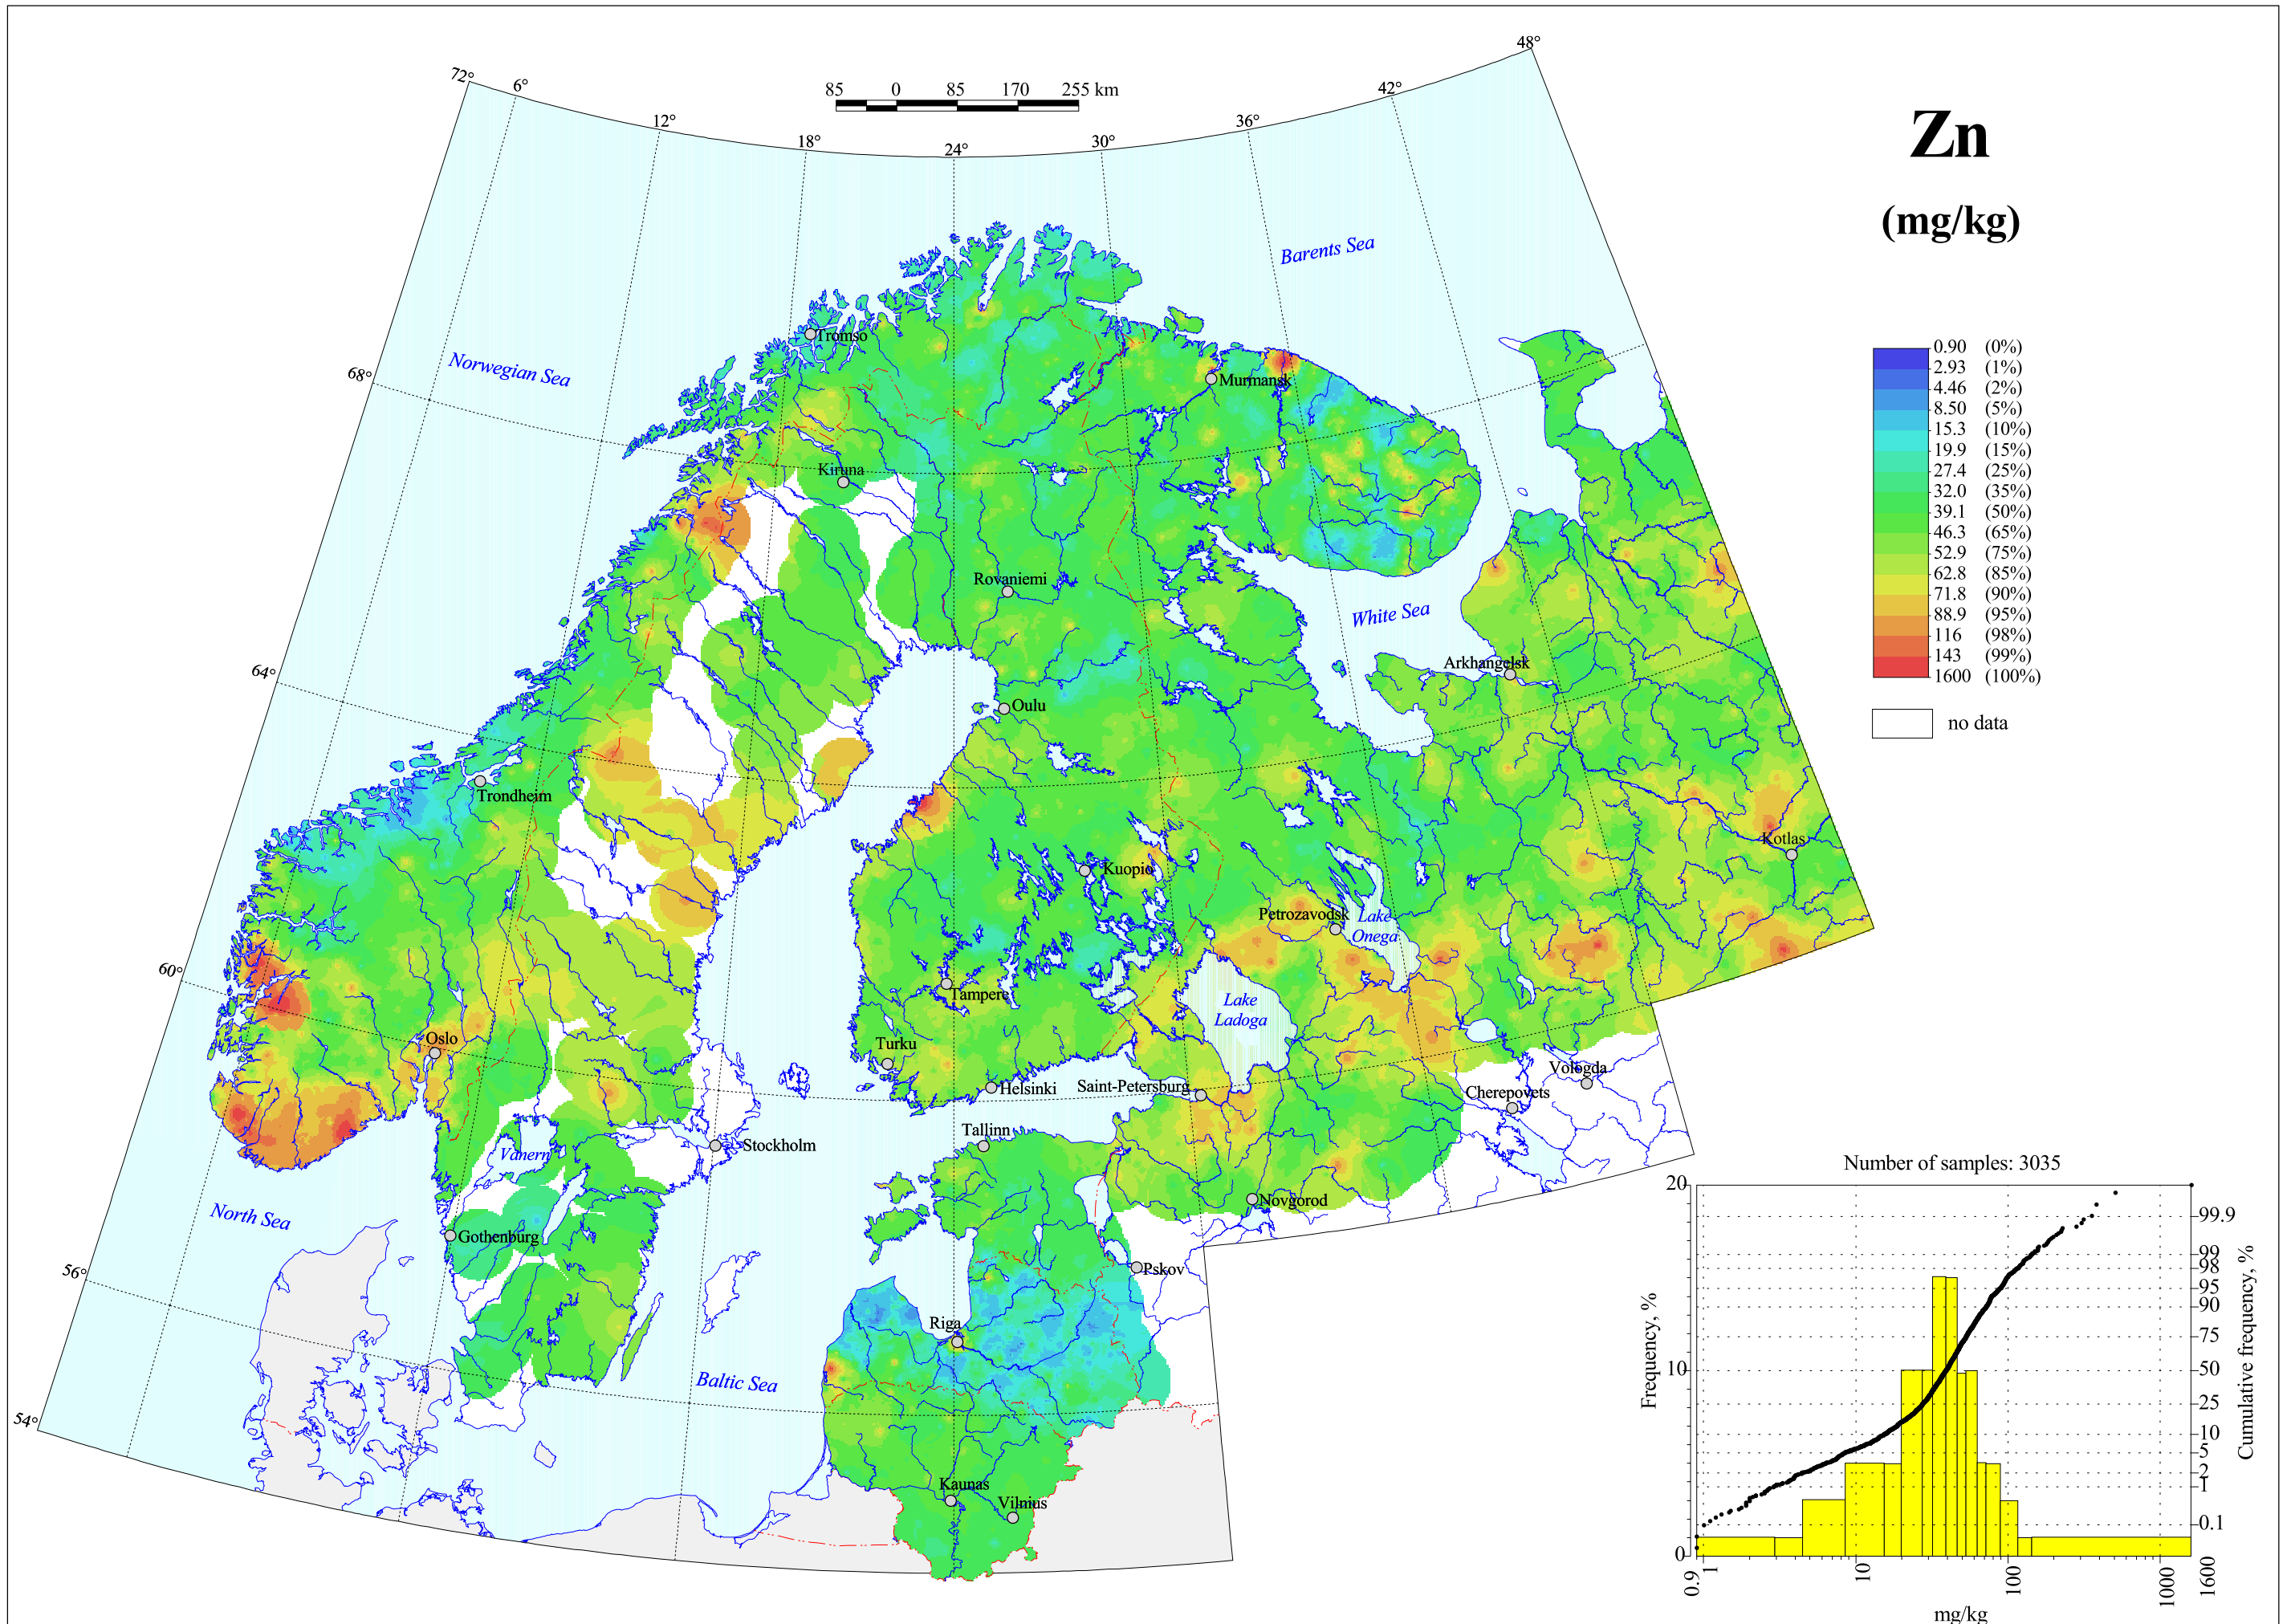 48°
72°
6°
42°
85 0 85 170 255 km
12°
36°
18°
30°
24°
Zn
(mg/kg)
Barents Sea
Tromso
Norwegian Sea
68°
Murmansk
0.90 (0%)
2.93 (1%)
4.46 (2%)
8.50 (5%)
15.3 (10%)
19.9 (15%)
27.4 (25%)
32.0 (35%)
39.1 (50%)
46.3 (65%)
52.9 (75%)
62.8 (85%)
71.8 (90%)
88.9 (95%)
116 (98%)
143 (99%)
1600 (100%)
no data
Kiruna
Rovaniemi
White Sea
Arkhangelsk
64°
Oulu
Trondheim
Kotlas
Kuopio
Petrozavodsk
Lake
Onega
60°
Tampere
Lake
Ladoga
Oslo
Turku
Helsinki
Saint-Petersburg
Vologda
Cherepovets
Tallinn
Stockholm
Vanern
Novgorod
North Sea
Gothenburg
56°
Pskov
Riga
Baltic Sea
54°
Kaunas
Vilnius
Number of samples: 3035
20
10
0
Frequency, %
99.9
99
98
95
90
75
50
25
10
5
2
1
0.1
Cumulative frequency, %
0.9
1
10
100
1000
1600
mg/kg